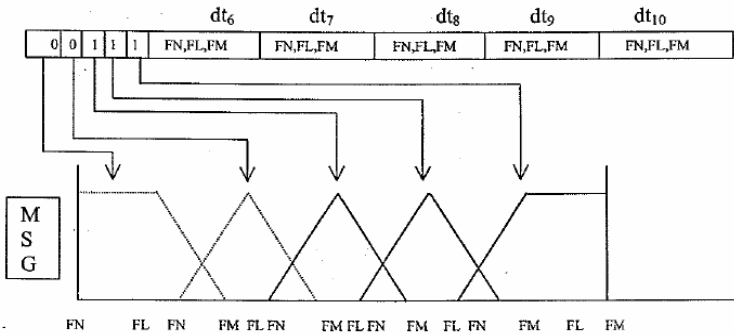 dt6 dt7 dt8 dt9 dt10
0 0 1 1 1 FN,FL,FM FN,FL,FM FN,FL,FM FN,FL,FM FN,FL,FM
M
S
G
FN FL FN FM FL FN FM FL FN FM FL FN FM FL FM